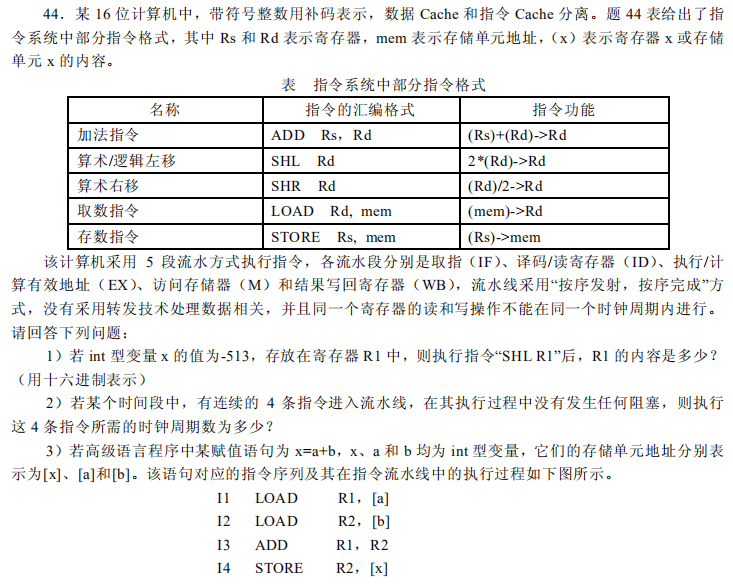 44．某 16 位计算机中，带符号整数用补码表示，数据 Cache 和指令 Cache 分离。题 44 表给出了指
令系统中部分指令格式，其中 Rs 和 Rd 表示寄存器，mem 表示存储单元地址，（x）表示寄存器 x 或存储
单元 x 的内容。
表 指令系统中部分指令格式
名称 指令的汇编格式 指令功能
加法指令 ADD Rs，Rd (Rs)+(Rd)->Rd
算术/逻辑左移 SHL Rd 2*(Rd)->Rd
算术右移 SHR Rd (Rd)/2->Rd
取数指令 LOAD Rd, mem (mem)->Rd
存数指令 STORE Rs, mem (Rs)->mem
该计算机采用 5 段流水方式执行指令，各流水段分别是取指（IF）、译码/读寄存器（ID）、执行/计
算有效地址（EX）、访问存储器（M）和结果写回寄存器（WB），流水线采用“按序发射，按序完成”方
式，没有采用转发技术处理数据相关，并且同一个寄存器的读和写操作不能在同一个时钟周期内进行。
请回答下列问题：
1）若 int 型变量 x 的值为-513，存放在寄存器 R1 中，则执行指令“SHL R1”后，R1 的内容是多少？
（用十六进制表示）
2）若某个时间段中，有连续的 4 条指令进入流水线，在其执行过程中没有发生任何阻塞，则执行
这 4 条指令所需的时钟周期数为多少？
3）若高级语言程序中某赋值语句为 x=a+b，x、a 和 b 均为 int 型变量，它们的存储单元地址分别表
示为[x]、[a]和[b]。该语句对应的指令序列及其在指令流水线中的执行过程如下图所示。
I1 LOAD R1，[a]
I2 LOAD R2，[b]
I3 ADD R1，R2
I4 STORE R2，[x]